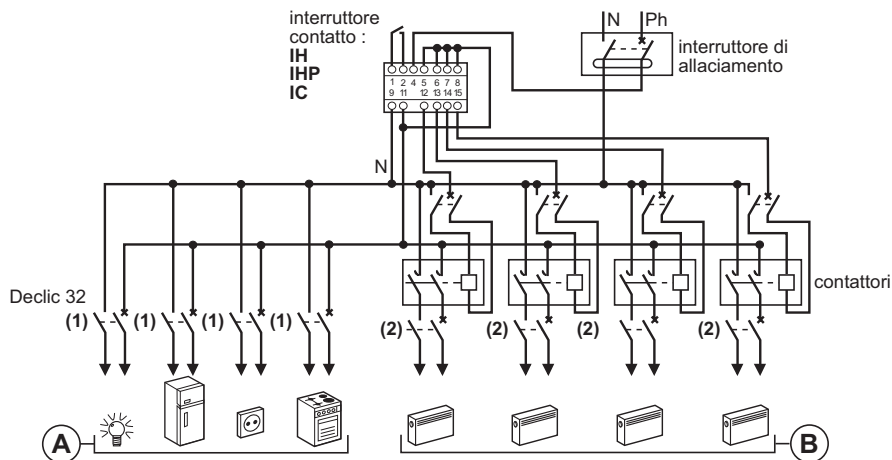 interruttore
contatto :
IH
IHP
IC
N Ph
interruttore di
allaciamento
1 2 4 5 6 7 8
9 11 12 13 14 15
N
Declic 32
contattori
(1) (1) (1) (1) (2) (2) (2) (2)
A B